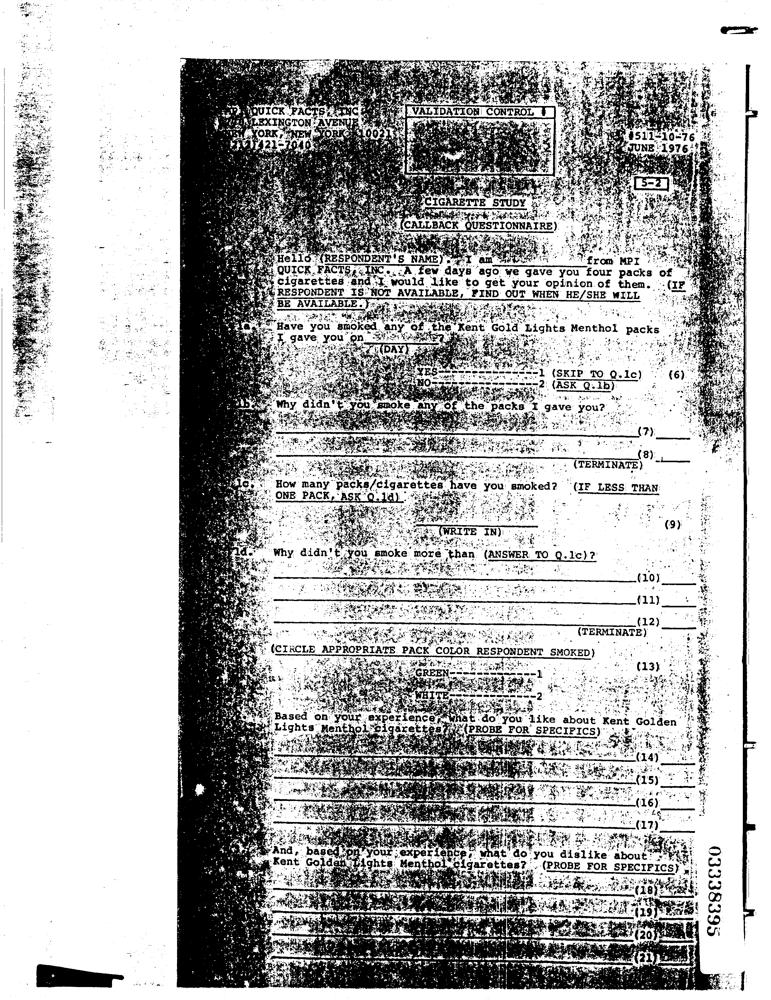 QUICK FACTS, INC
LEXINGTON AVENUE
NEW YORK, NEW YORK 10021
(212)421-7040
VALIDATION CONTROL #
#511-10-76
JUNE 1976
5-2
CIGARETTE STUDY
(CALLBACK QUESTIONNAIRE)
Hello (RESPONDENT'S NAME). I am ______ from MPI
QUICK FACTS, INC. A few days ago we gave you four packs of
cigarettes and I would like to get your opinion of them. (IF
RESPONDENT IS NOT AVAILABLE, FIND OUT WHEN HE/SHE WILL
BE AVAILABLE.)
1a. Have you smoked any of the Kent Gold Lights Menthol packs
I gave you on ______?
(DAY)
YES---------------1 (SKIP TO Q.1c) (6)
NO----------------2 (ASK Q.1b)
1b. Why didn't you smoke any of the packs I gave you?
(7)
(8)
(TERMINATE)
1c. How many packs/cigarettes have you smoked? (IF LESS THAN
ONE PACK, ASK Q.1d)
(9)
(WRITE IN)
1d. Why didn't you smoke more than (ANSWER TO Q.1c)?
(10)
(11)
(12)
(TERMINATE)
(CIRCLE APPROPRIATE PACK COLOR RESPONDENT SMOKED)
GREEN-----------1 (13)
WHITE-----------2
Based on your experience, what do you like about Kent Golden
Lights Menthol cigarettes? (PROBE FOR SPECIFICS)
(14)
(15)
(16)
(17)
And, based on your experience, what do you dislike about
Kent Golden Lights Menthol cigarettes? (PROBE FOR SPECIFICS)
(18)
(19)
(20)
(21)
03338395